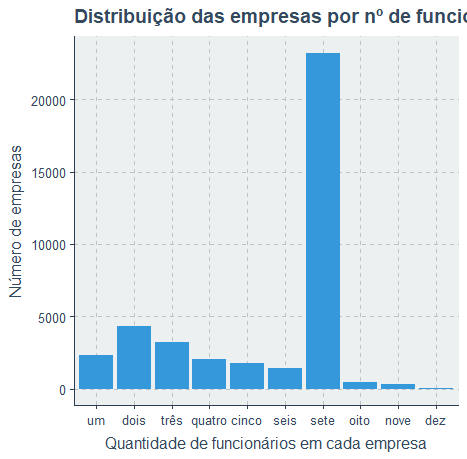 Distribuição das empresas por nº de funcio
20000
15000
10000
5000
0
Número de empresas
um dois três quatro cinco seis sete oito nove dez
Quantidade de funcionários em cada empresa